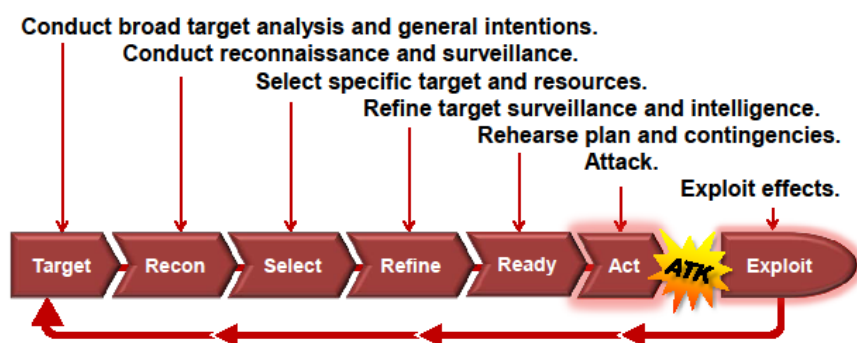 Conduct broad target analysis and general intentions.
Conduct reconnaissance and surveillance.
Select specific target and resources.
Refine target surveillance and intelligence.
Rehearse plan and contingencies.
Attack.
Exploit effects.
Target Recon Select Refine Ready Act ATK Exploit